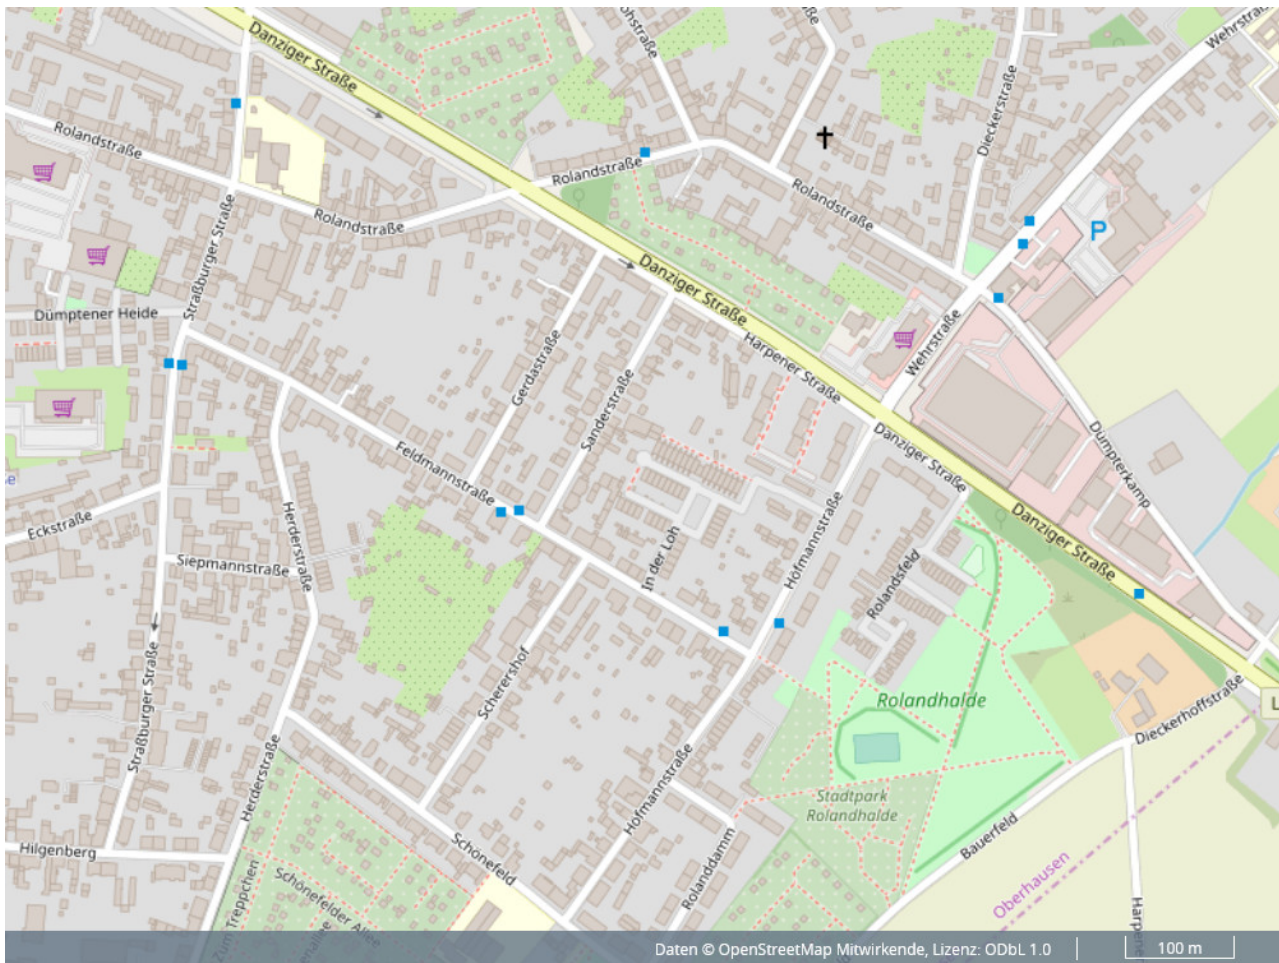 Danziger Straße
Wehrstraße
Dieckerstraße
Rolandstraße
Rolandstraße
Rolandstraße
Rolandstraße
P
Straßburger Straße
Danziger Straße
Dümptener Heide
Harpener Straße
Wehrstraße
Gerdastraße
Sanderstraße
Feldmannstraße
Danziger Straße
Dümpterkamp
Eckstraße
Herderstraße
Siepmannstraße
In der Loh
Hofmannstraße
Rolandsfeld
Danziger Straße
Straßburger Straße
Scherershof
Rolandhalde
Dieckerhoffstraße
L
Herderstraße
Hofmannstraße
Stadtpark
Rolandhalde
Bauerfeld
Hilgenberg
Schönefeld
Rolanddamm
Oberhausen
Zum Treppchen
Schönefelder Allee
Daten © OpenStreetMap Mitwirkende, Lizenz: ODbL 1.0
100 m